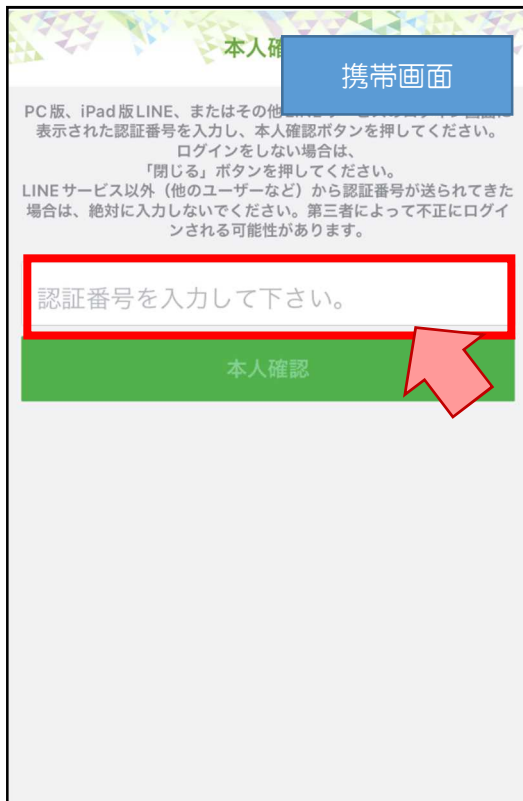 本人確
携帯画面
PC版、iPad版LINE、またはその他
表示された認証番号を入力し、本人確認ボタンを押してください。
ログインをしない場合は、
「閉じる」ボタンを押してください。
LINEサービス以外（他のユーザーなど）から認証番号が送られてきた
場合は、絶対に入力しないでください。第三者によって不正にログイ
ンされる可能性があります。
認証番号を入力して下さい。
本人確認